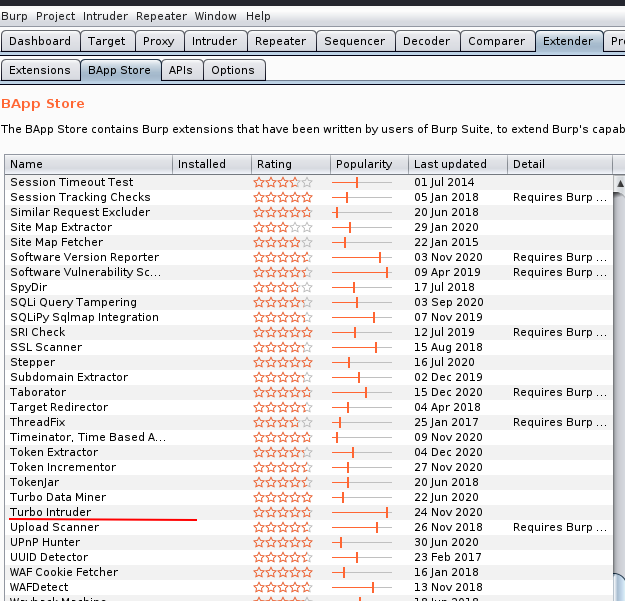 Burp Project Intruder Repeater Window Help
Dashboard Target Proxy Intruder Repeater Sequencer Decoder Comparer Extender Pr
Extensions BApp Store APIs Options
BApp Store
The BApp Store contains Burp extensions that have been written by users of Burp Suite, to extend Burp's capab
Name Installed Rating Popularity Last updated Detail
Session Timeout Test 01 Jul 2014
Session Tracking Checks 05 Jan 2018 Requires Burp ...
Similar Request Excluder 20 Jun 2018
Site Map Extractor 29 Jan 2020
Site Map Fetcher 22 Jan 2015
Software Version Reporter 03 Nov 2020 Requires Burp ...
Software Vulnerability Sc... 09 Apr 2019 Requires Burp ...
SpyDir 17 Jul 2018
SQLi Query Tampering 03 Sep 2020
SQLiPy Sqlmap Integration 07 Nov 2019
SRI Check 12 Jul 2019 Requires Burp ...
SSL Scanner 15 Aug 2018
Stepper 16 Jul 2020
Subdomain Extractor 02 Dec 2019
Taborator 15 Dec 2020 Requires Burp ...
Target Redirector 04 Apr 2018
ThreadFix 25 Jan 2017 Requires Burp ...
Timeinator, Time Based A... 09 Nov 2020
Token Extractor 04 Dec 2020
Token Incrementor 27 Nov 2020
TokenJar 20 Jun 2018
Turbo Data Miner 22 Jun 2020
Turbo Intruder 24 Nov 2020
Upload Scanner 26 Nov 2018 Requires Burp ...
UPnP Hunter 30 Jun 2020
UUID Detector 23 Feb 2017
WAF Cookie Fetcher 16 Jan 2018
WAFDetect 13 Nov 2018